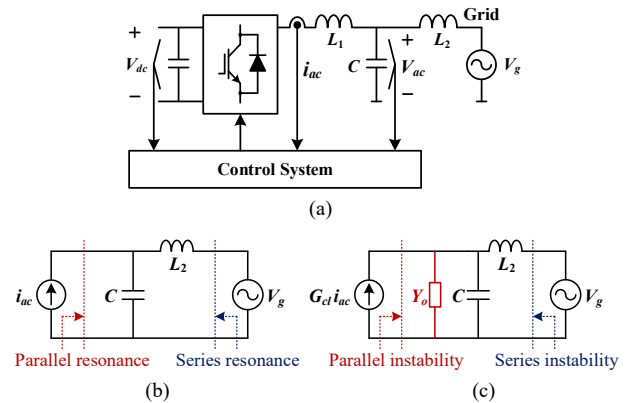 Grid
+
V_dc
−
L_1
i_ac
C
+
V_ac
−
L_2
V_g
Control System
(a)
i_ac
C
L_2
V_g
Parallel resonance
Series resonance
(b)
G_cl i_ac
Y_o
C
L_2
V_g
Parallel instability
Series instability
(c)